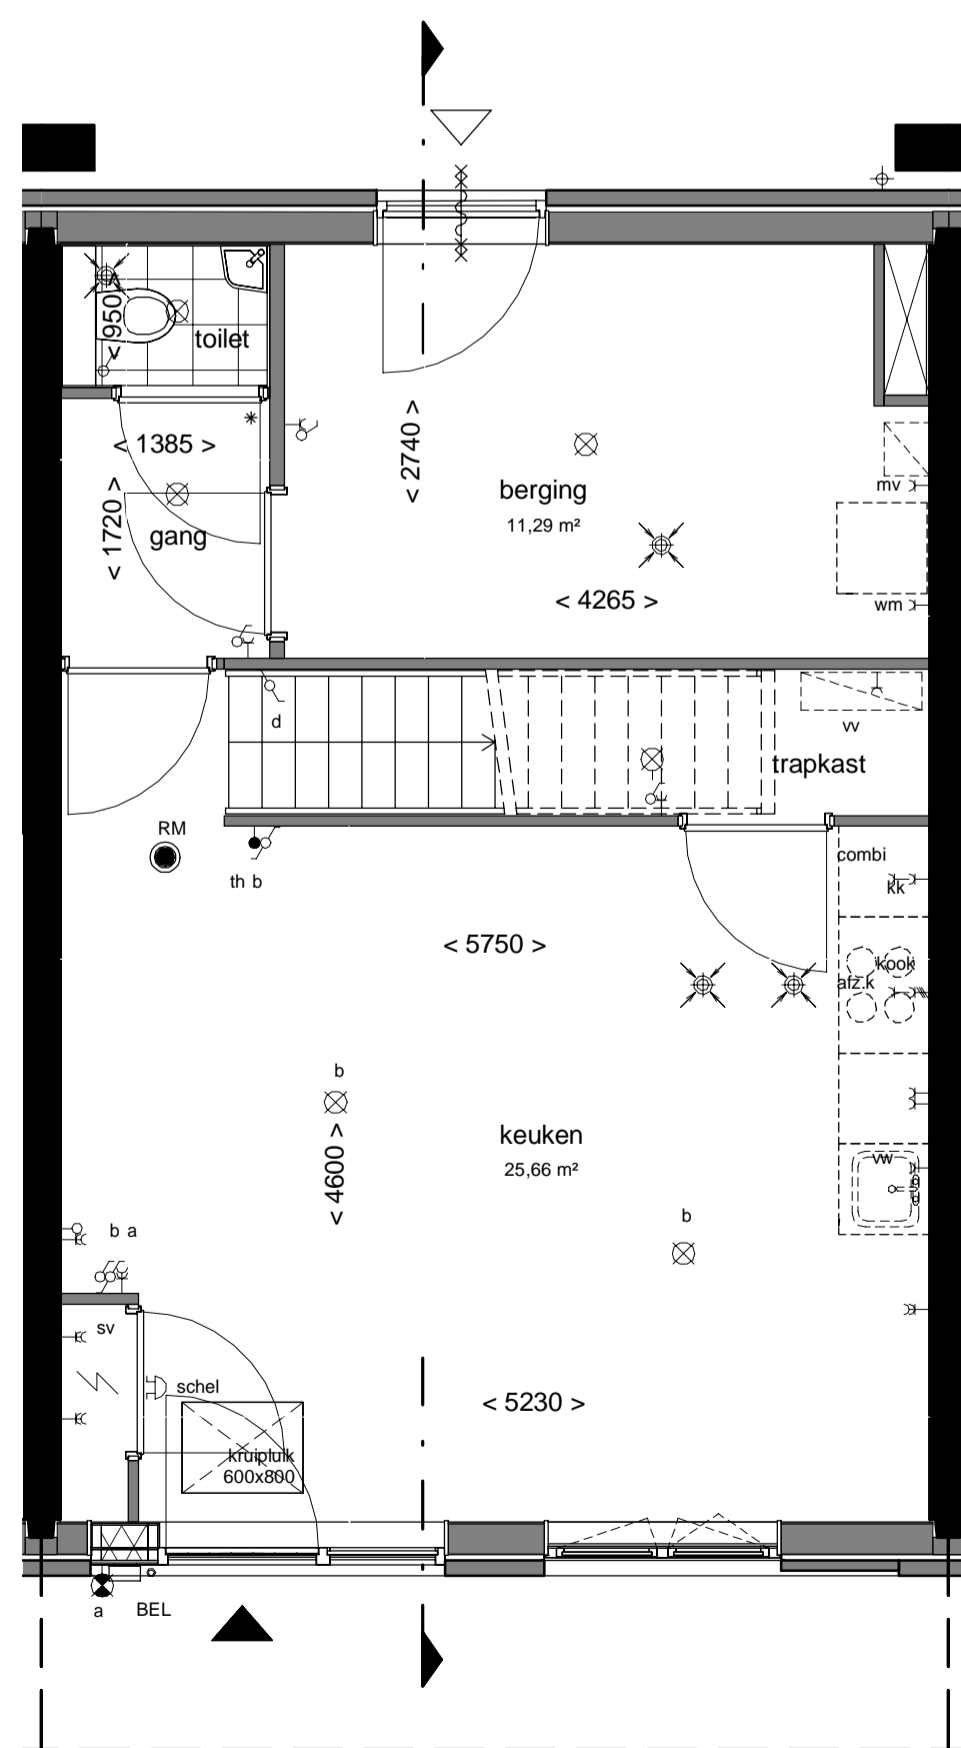 < 950 >
toilet
< 1385 >
< 2740 >
mv
berging
11,29 m²
< 1720 >
gang
< 4265 >
wm
d
vv
trapkast
RM
th b
combi
kk
< 5750 >
kook
afz.k
b
< 4600 >
keuken
25,66 m²
vw
b
b a
sv
schel
< 5230 >
kruipluik
600x800
a
BEL